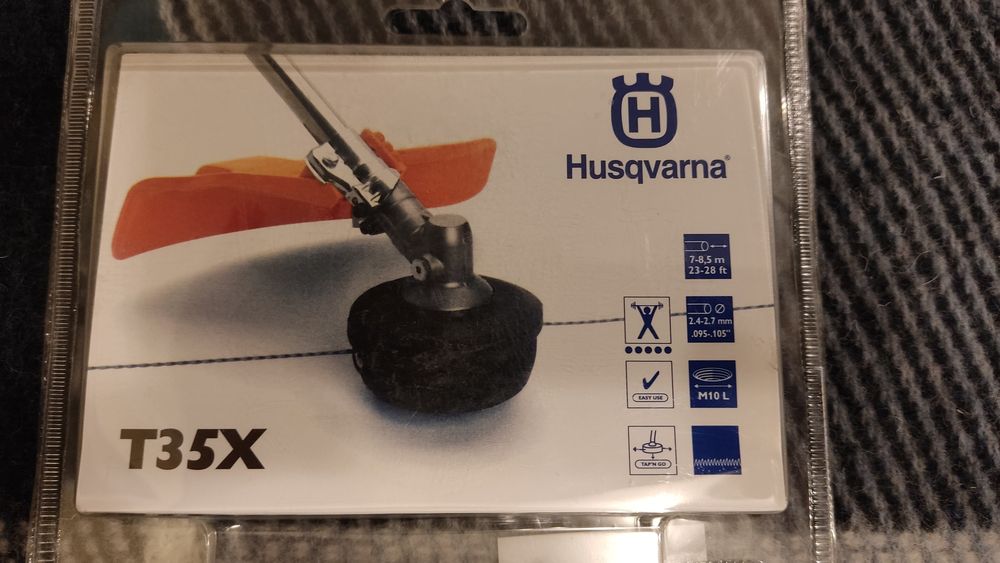 H
Husqvarna®
7-8,5 m
23-28 ft
2.4-2.7 mm
.095-.105"
EASY USE
M10 L
T35X
TAP'N GO